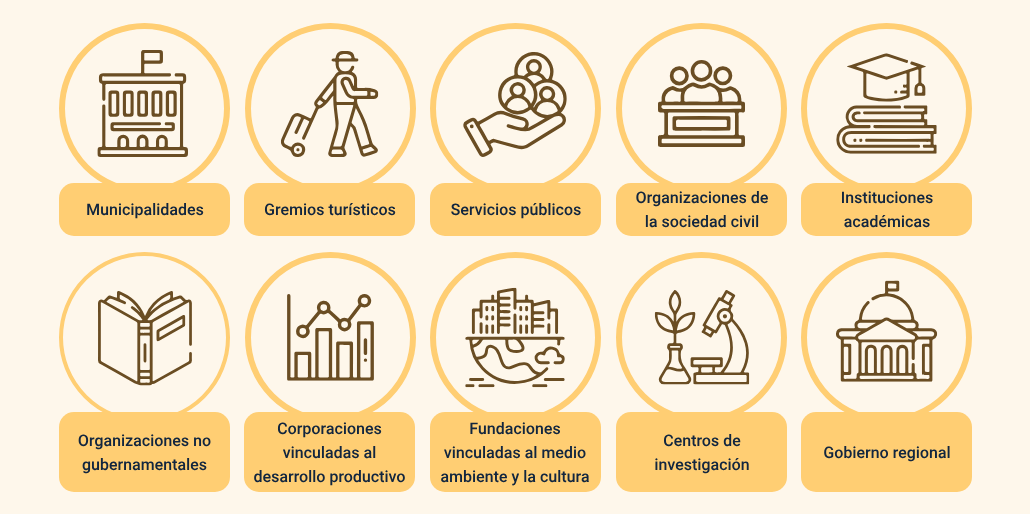 Municipalidades
Gremios turísticos
Servicios públicos
Organizaciones de
la sociedad civil
Instituciones
académicas
Organizaciones no
gubernamentales
Corporaciones
vinculadas al
desarrollo productivo
Fundaciones
vinculadas al medio
ambiente y la cultura
Centros de
investigación
Gobierno regional